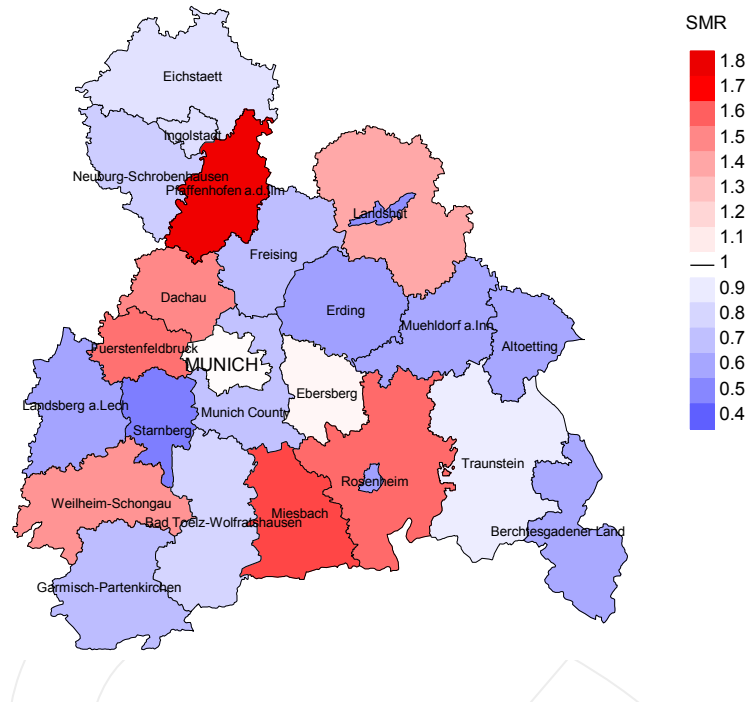 SMR
Eichstaett
1.8
1.7
1.6
1.5
1.4
1.3
1.2
1.1
1
0.9
0.8
0.7
0.6
0.5
0.4
Ingolstadt
Neuburg-Schrobenhausen
Pfaffenhofen a.d.Ilm
Landshut
Freising
Dachau
Erding
Muehldorf a.Inn
Altoetting
Fuerstenfeldbruck
MUNICH
Ebersberg
Landsberg a.Lech
Munich County
Starnberg
Traunstein
Rosenheim
Weilheim-Schongau
Miesbach
Bad Toelz-Wolfratshausen
Berchtesgadener Land
Garmisch-Partenkirchen